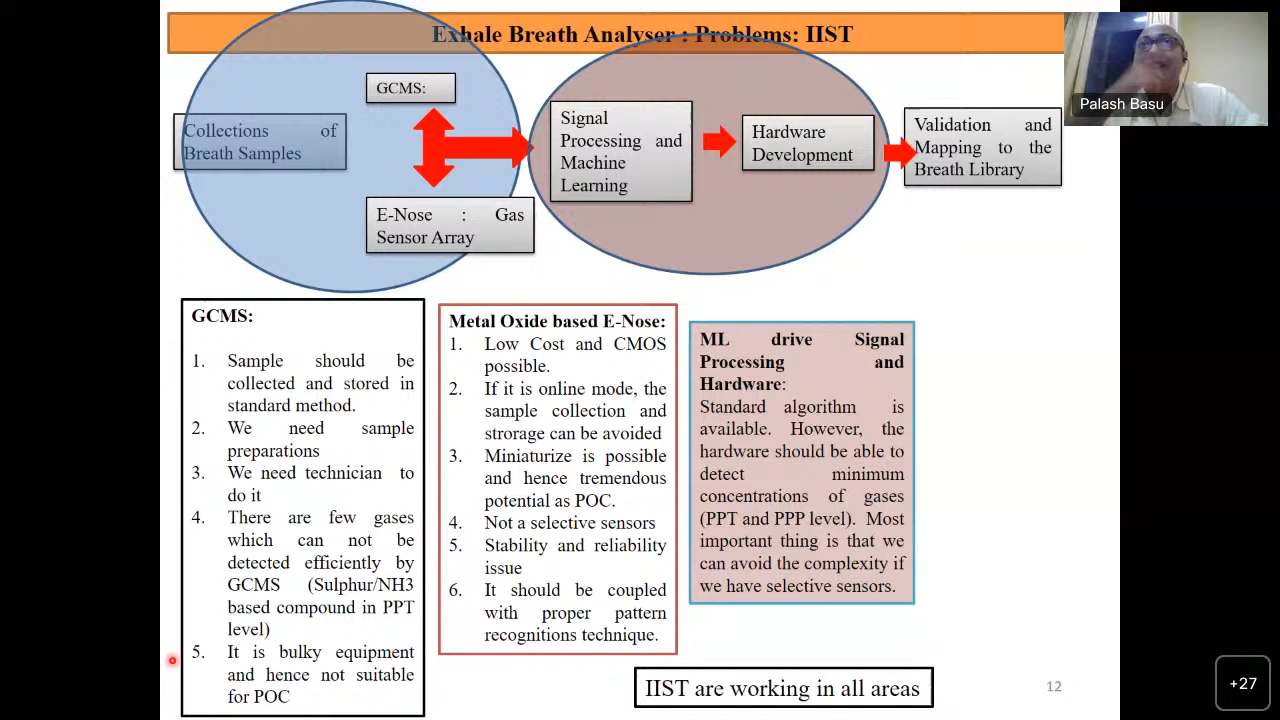 Exhale Breath Analyser : Problems: IIST
Palash Basu
GCMS:
Collections of
Breath Samples
E-Nose : Gas
Sensor Array
Signal
Processing and
Machine
Learning
Hardware
Development
Validation and
Mapping to the
Breath Library
GCMS:
1. Sample should be
collected and stored in
standard method.
2. We need sample
preparations
3. We need technician to
do it
4. There are few gases
which can not be
detected efficiently by
GCMS (Sulphur/NH3
based compound in PPT
level)
5. It is bulky equipment
and hence not suitable
for POC
Metal Oxide based E-Nose:
1. Low Cost and CMOS
possible.
2. If it is online mode, the
sample collection and
strorage can be avoided
3. Miniaturize is possible
and hence tremendous
potential as POC.
4. Not a selective sensors
5. Stability and reliability
issue
6. It should be coupled
with proper pattern
recognitions technique.
ML drive Signal
Processing and
Hardware:
Standard algorithm is
available. However, the
hardware should be able to
detect minimum
concentrations of gases
(PPT and PPP level). Most
important thing is that we
can avoid the complexity if
we have selective sensors.
IIST are working in all areas
12
+27